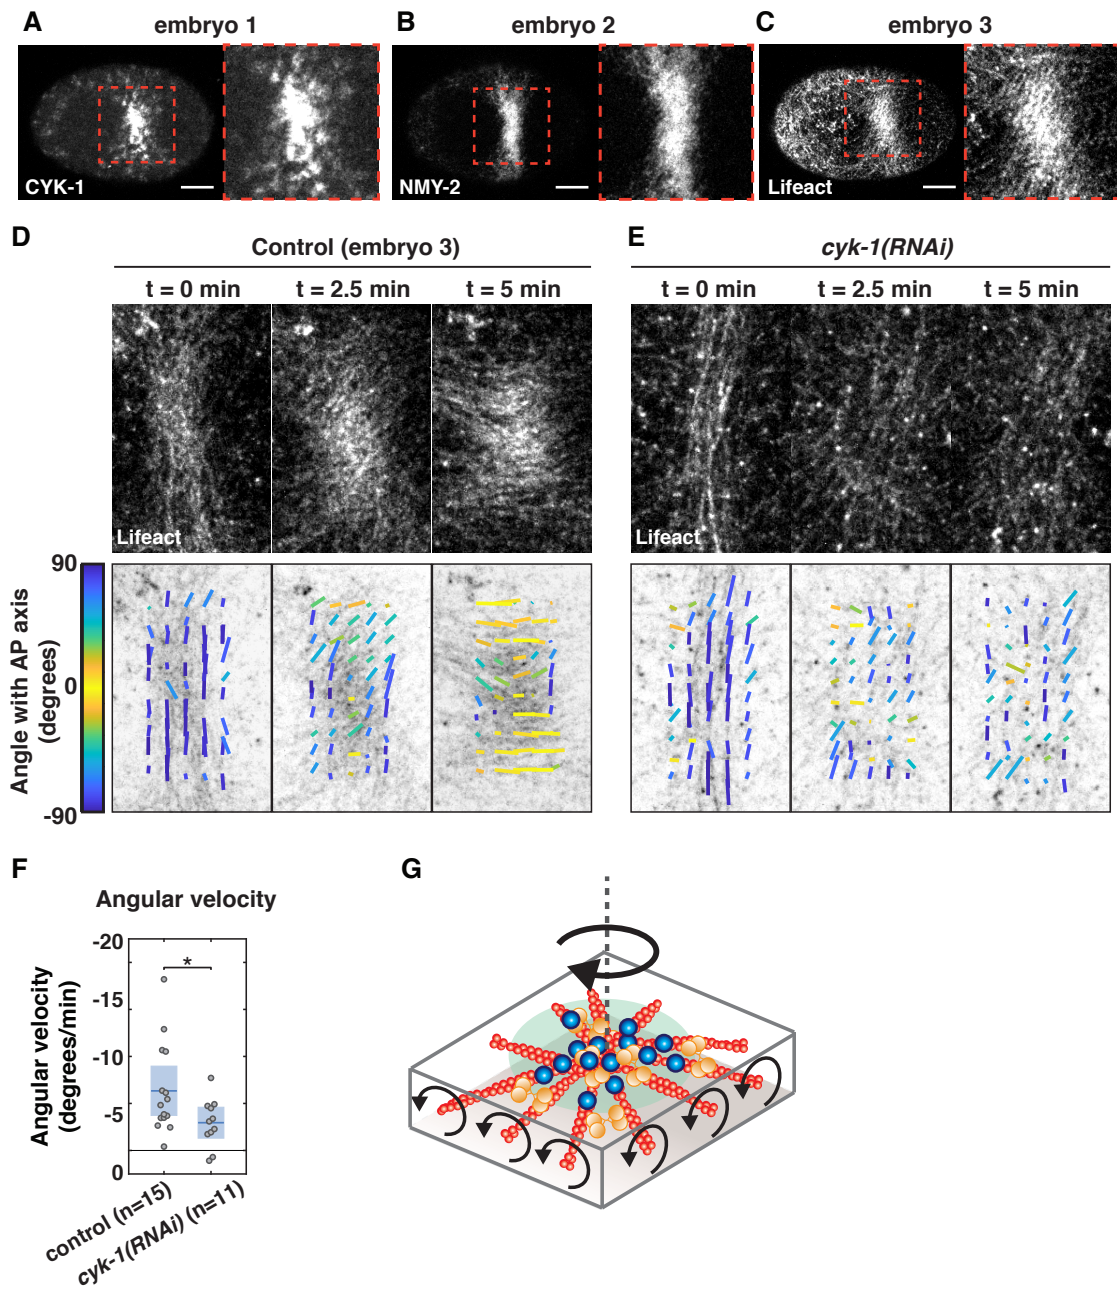 A
embryo 1
B
embryo 2
C
embryo 3
CYK-1
NMY-2
Lifeact
D
Control (embryo 3)
t = 0 min
t = 2.5 min
t = 5 min
Lifeact
E
cyk-1(RNAi)
t = 0 min
t = 2.5 min
t = 5 min
Lifeact
Angle with AP axis
(degrees)
90
0
-90
F
Angular velocity
Angular velocity
(degrees/min)
-20
-15
-10
-5
0
*
control (n=15)
cyk-1(RNAi) (n=11)
G